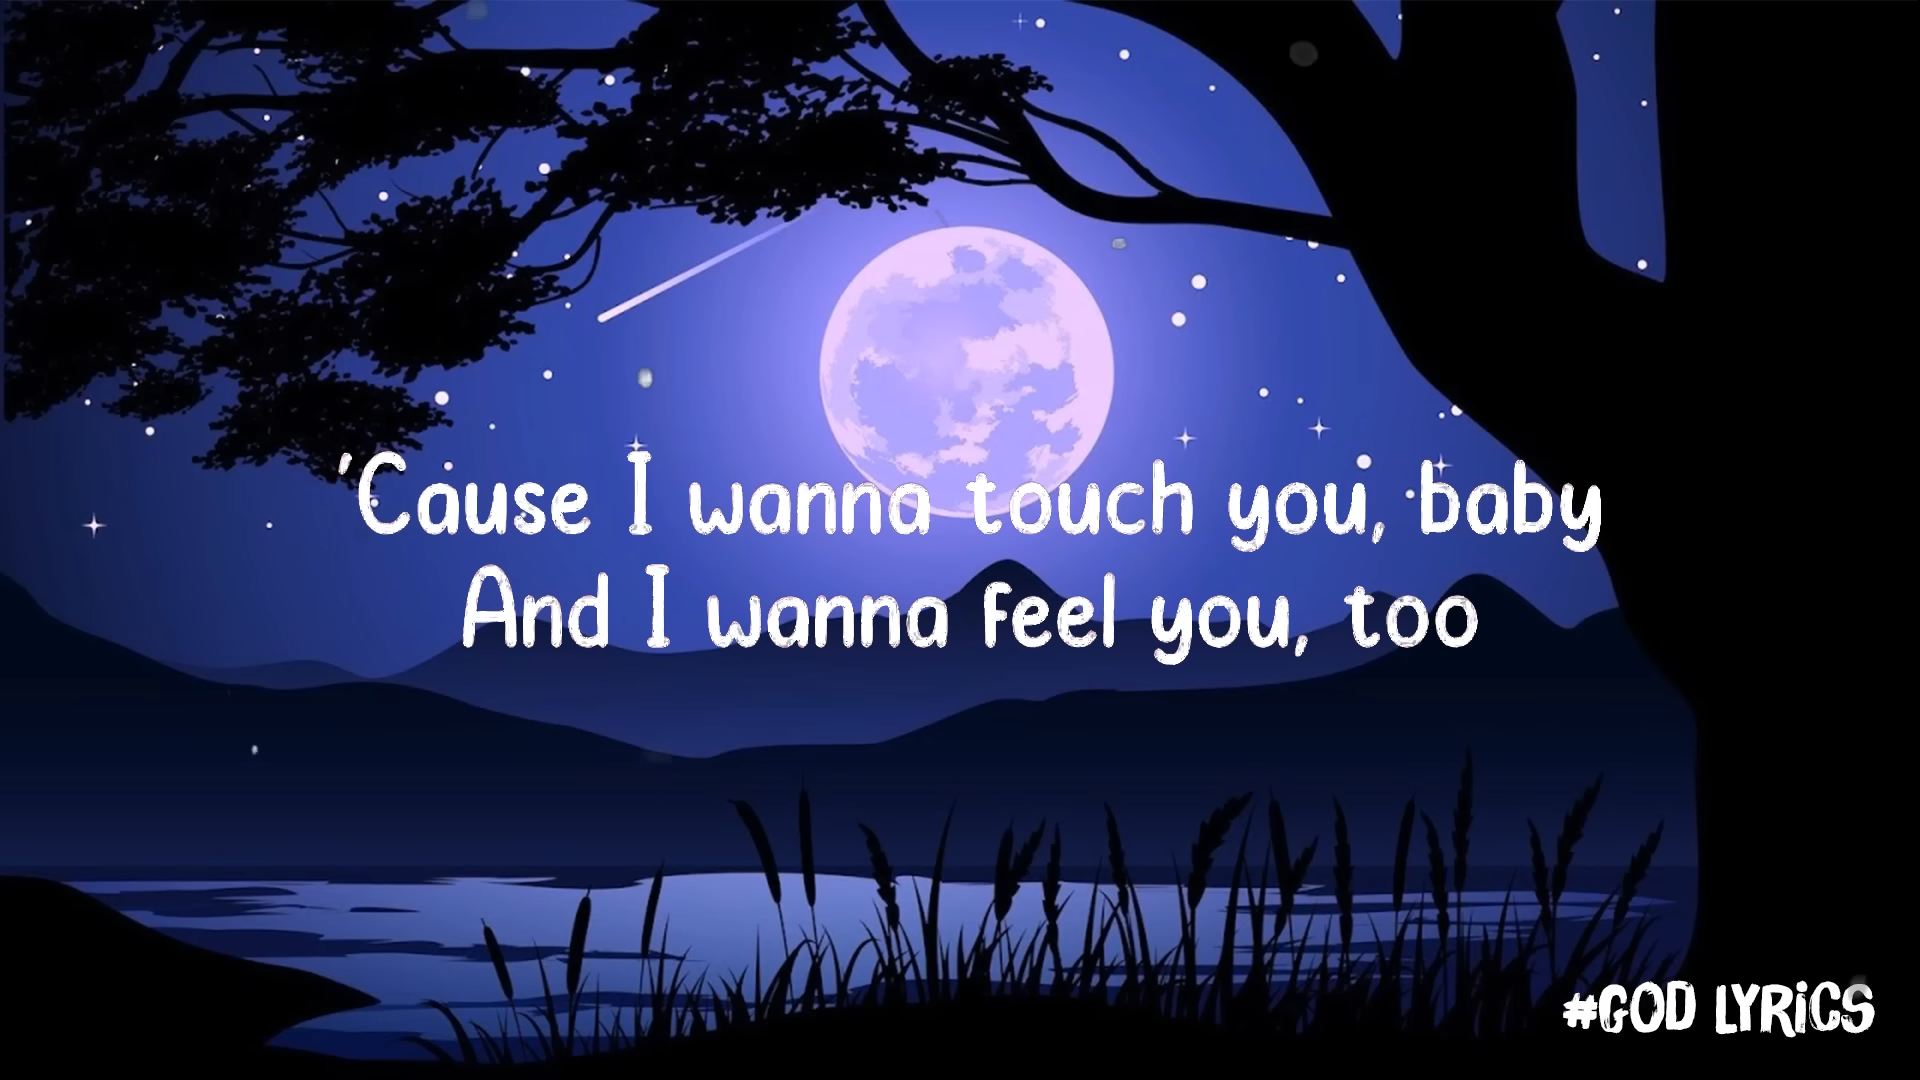 'Cause I wanna touch you, baby
And I wanna feel you, too
#GOD LYRiCS